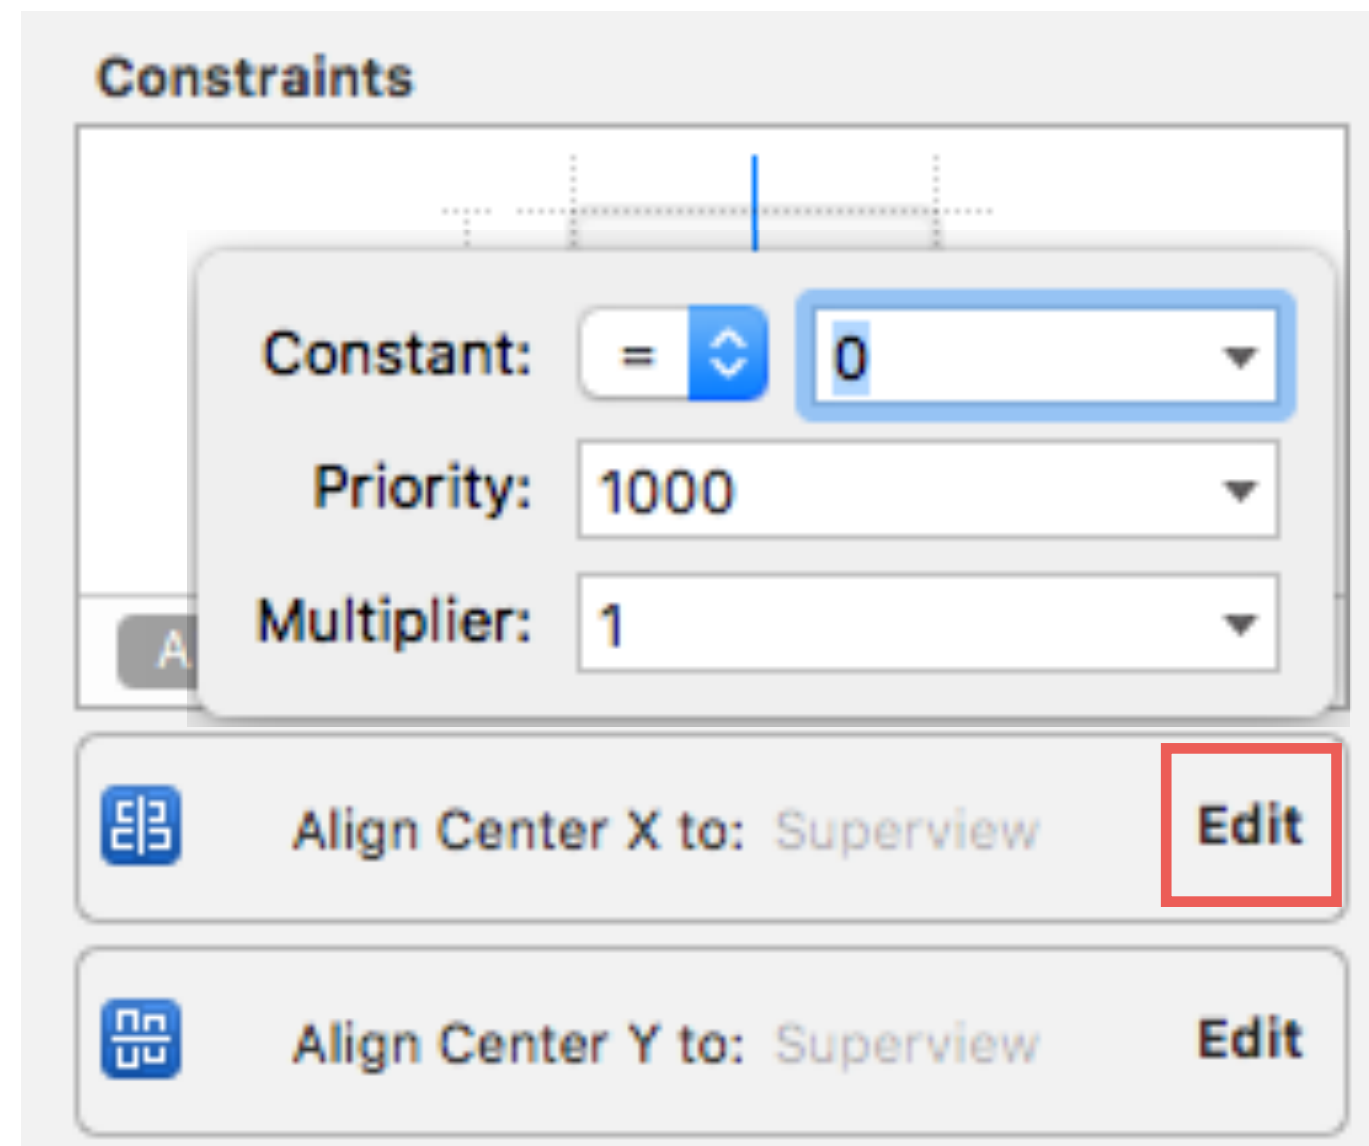 Constraints
Constant: = 0
Priority: 1000
Multiplier: 1
A
Align Center X to: Superview Edit
Align Center Y to: Superview Edit